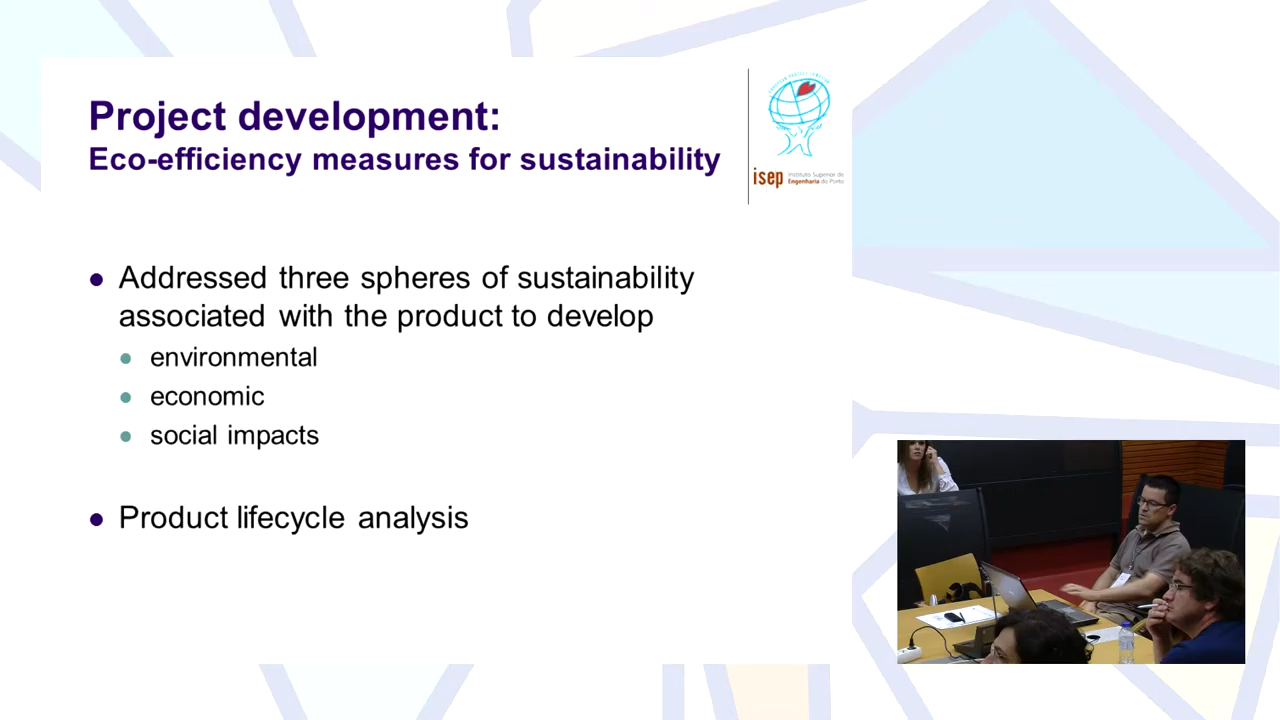 Project development:
Eco-efficiency measures for sustainability
isep
Instituto Superior de
Engenharia do Porto
Addressed three spheres of sustainability
associated with the product to develop
environmental
economic
social impacts
Product lifecycle analysis